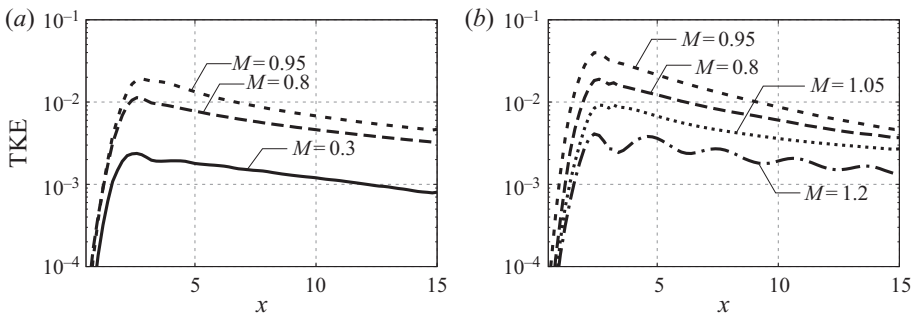 (a)
10⁻¹
10⁻²
10⁻³
10⁻⁴
TKE
M = 0.95
M = 0.8
M = 0.3
5
10
15
x
(b)
10⁻¹
10⁻²
10⁻³
10⁻⁴
M = 0.95
M = 0.8
M = 1.05
M = 1.2
5
10
15
x